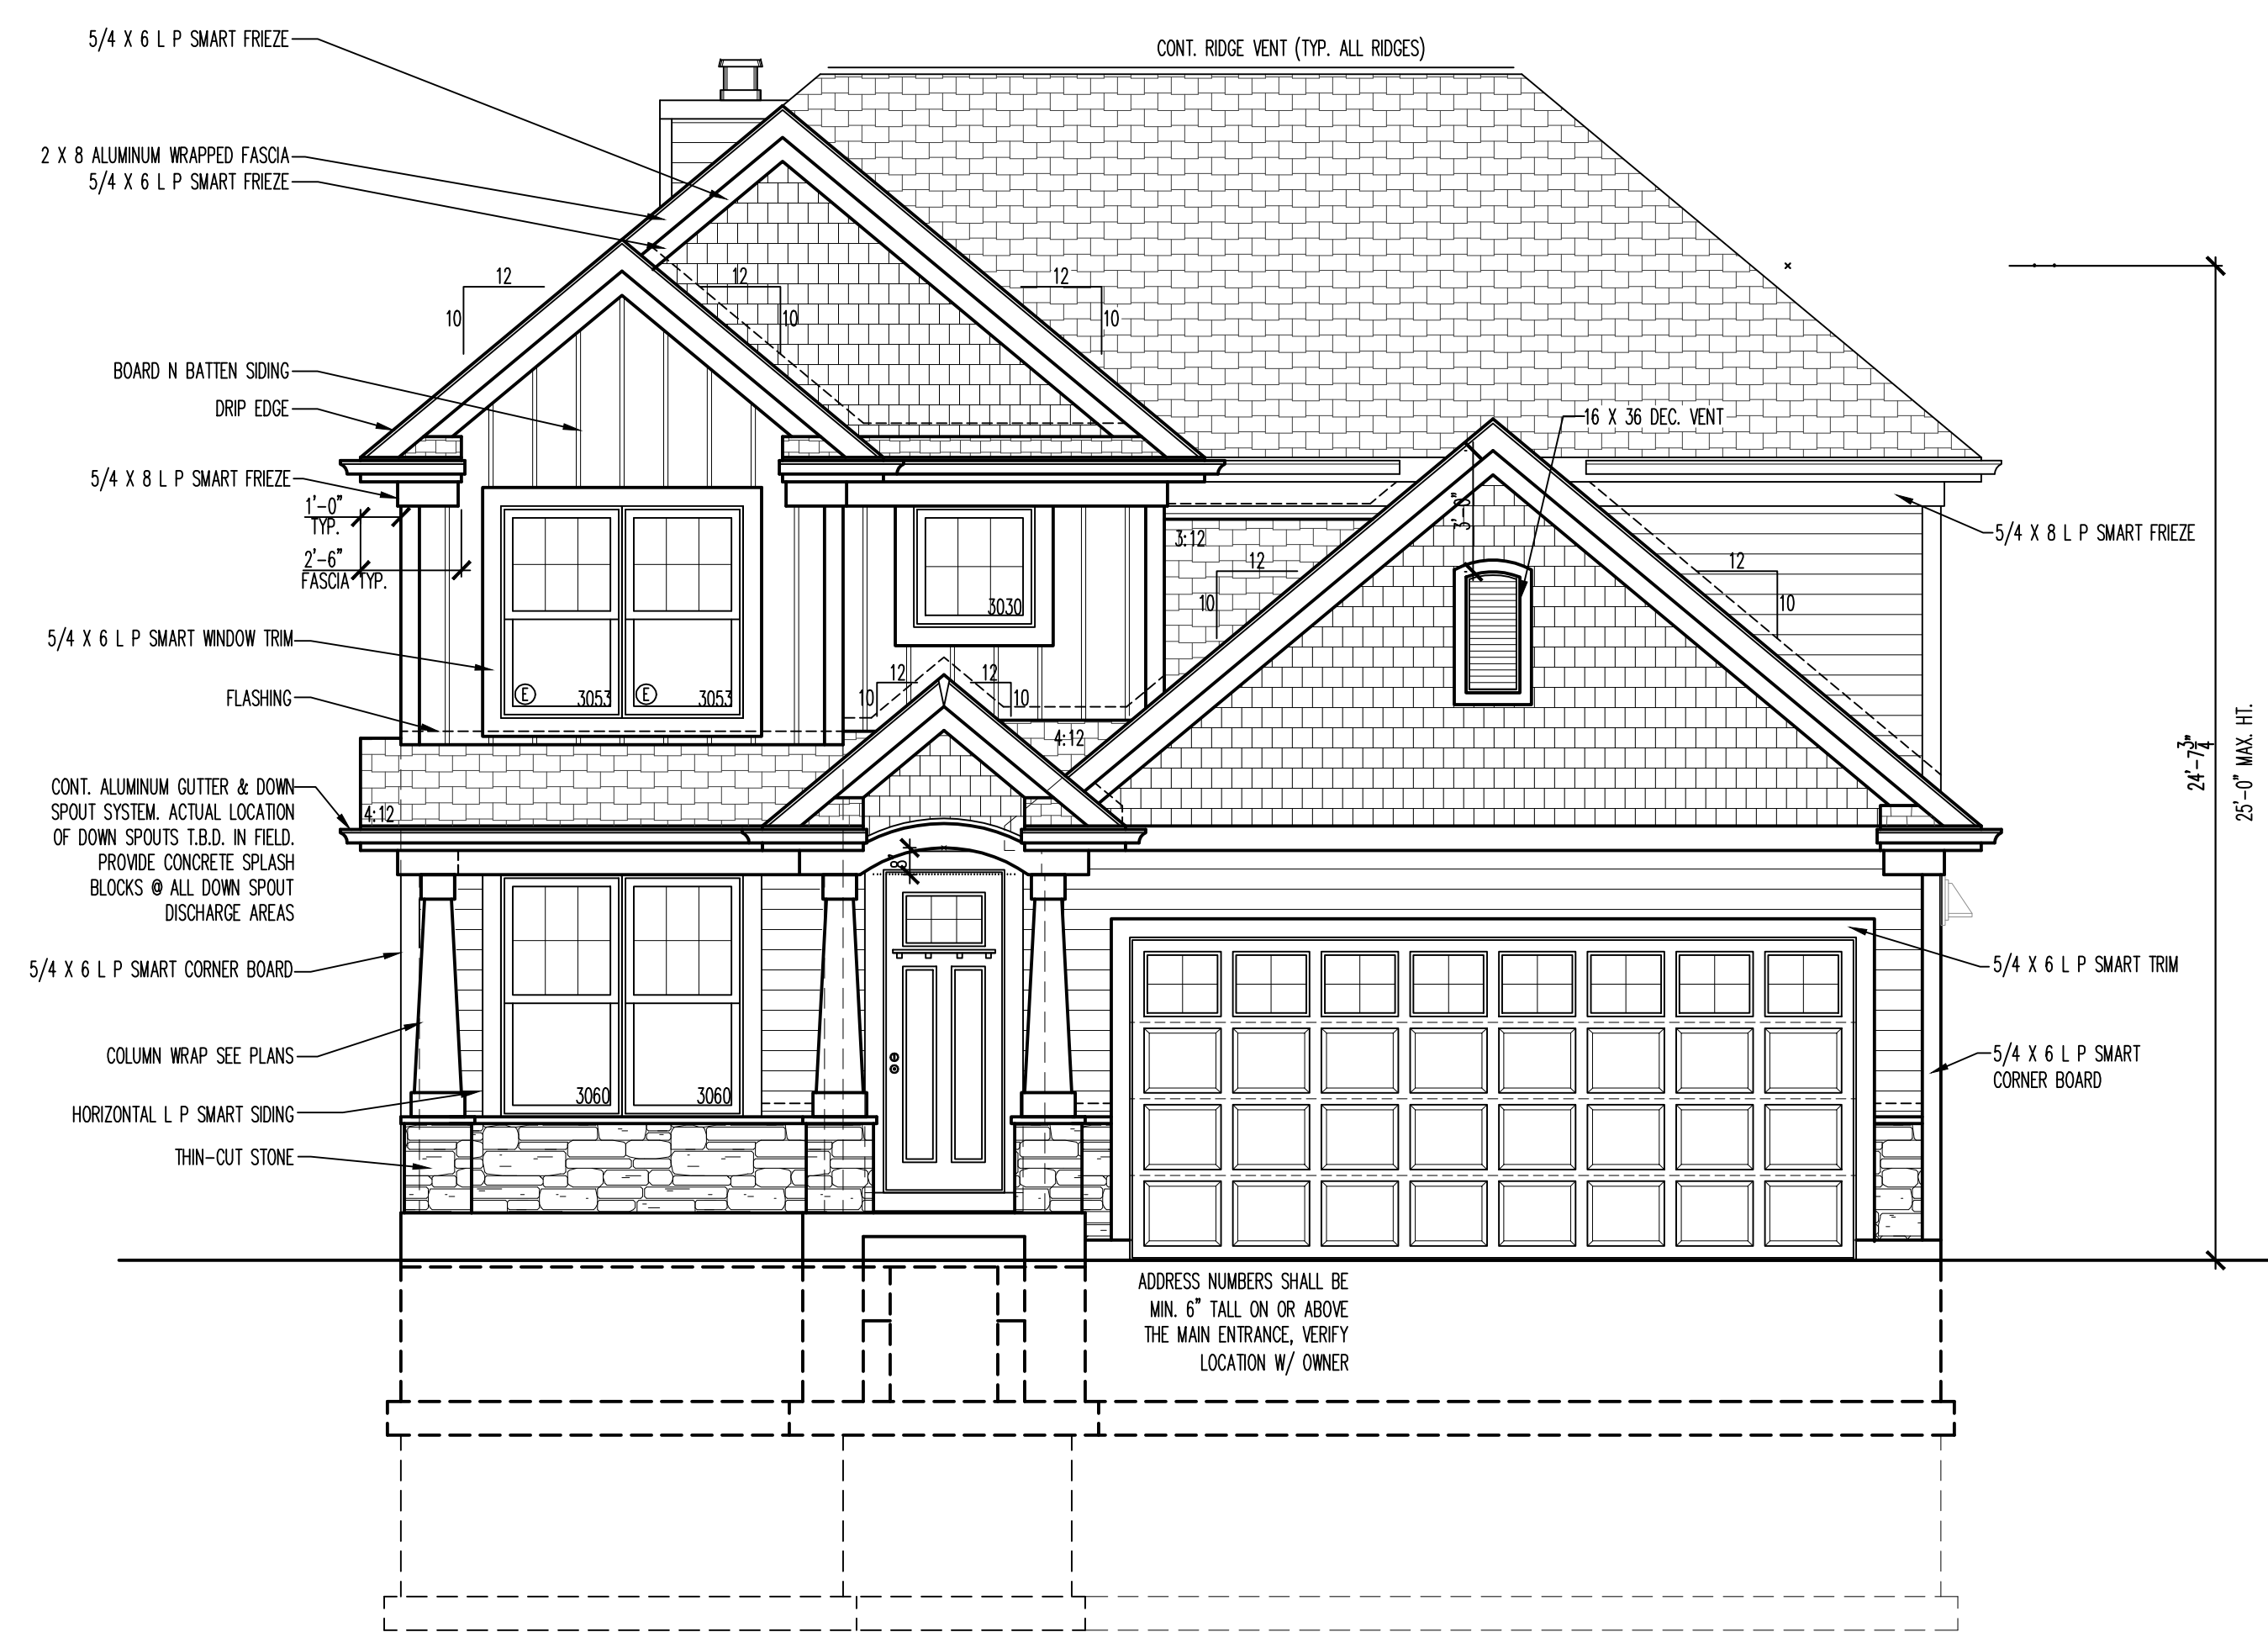 5/4 X 6 L P SMART FRIEZE
CONT. RIDGE VENT (TYP. ALL RIDGES)
2 X 8 ALUMINUM WRAPPED FASCIA
5/4 X 6 L P SMART FRIEZE
12
10
12
10
12
10
BOARD N BATTEN SIDING
DRIP EDGE
16 X 36 DEC. VENT
5/4 X 8 L P SMART FRIEZE
1'-0"
TYP.
2'-6"
FASCIA TYP.
3'-0"
5/4 X 8 L P SMART FRIEZE
3:12
12
10
12
10
3030
5/4 X 6 L P SMART WINDOW TRIM
E
3053
E
3053
FLASHING
12
10
12
10
4:12
24'-7 3/4"
25'-0" MAX. HT.
CONT. ALUMINUM GUTTER & DOWN
SPOUT SYSTEM. ACTUAL LOCATION
OF DOWN SPOUTS T.B.D. IN FIELD.
PROVIDE CONCRETE SPLASH
BLOCKS @ ALL DOWN SPOUT
DISCHARGE AREAS
4:12
8"
5/4 X 6 L P SMART CORNER BOARD
5/4 X 6 L P SMART TRIM
COLUMN WRAP SEE PLANS
5/4 X 6 L P SMART
CORNER BOARD
3060
3060
HORIZONTAL L P SMART SIDING
THIN-CUT STONE
ADDRESS NUMBERS SHALL BE
MIN. 6" TALL ON OR ABOVE
THE MAIN ENTRANCE, VERIFY
LOCATION W/ OWNER